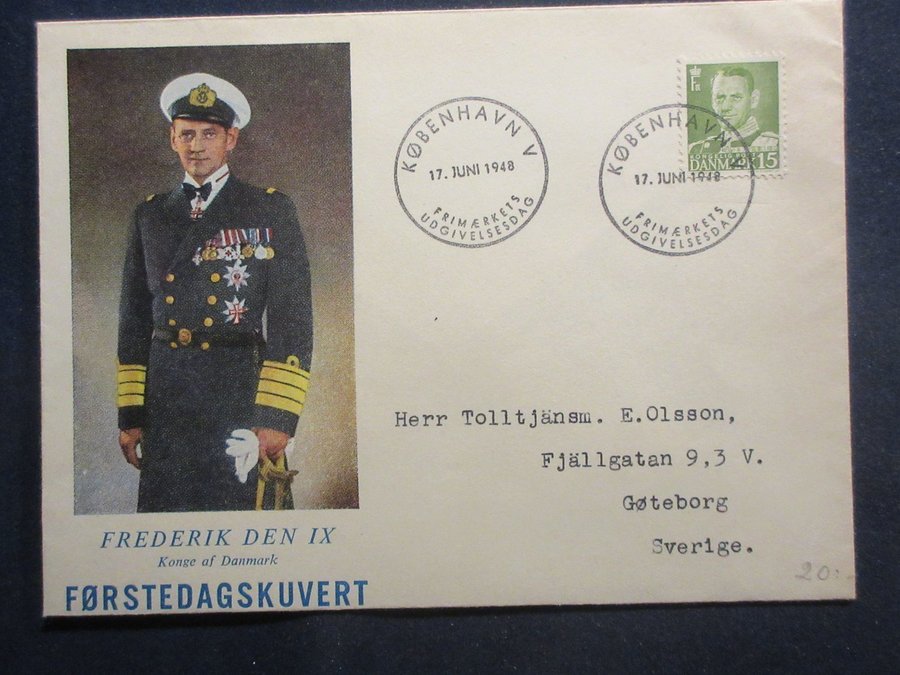 KØBENHAVN V
17. JUNI 1948
FRIMÆRKETS
UDGIVELSESDAG
KØBENHAVN
17. JUNI 1948
FRIMÆRKETS
UDGIVELSESDAG
DANMARK 15
Herr Tolltjänsm. E.Olsson,
Fjällgatan 9,3 V.
Gøteborg
Sverige.
20.-
FREDERIK DEN IX
Konge af Danmark
FØRSTEDAGSKUVERT